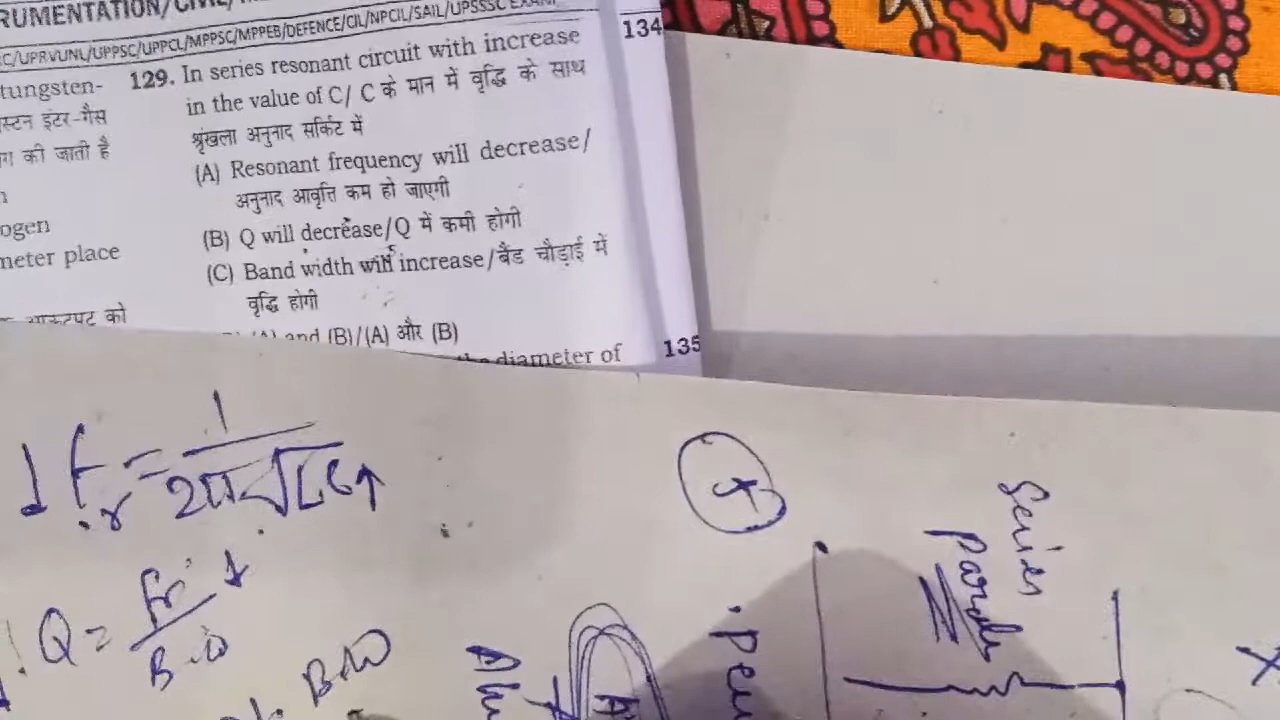 C/UPRVUNL/UPPSC/UPPCL/MPPSC/MPPEB/DEFENCE/CIL/NPCIL/SAIL/UPSSSC EXAM
tungsten-
स्टन इंटर-गैस
ग की जाती है
ogen
meter place
129. In series resonant circuit with increase
in the value of C/ C के मान में वृद्धि के साथ
श्रृंखला अनुनाद सर्किट में
(A) Resonant frequency will decrease/
अनुनाद आवृत्ति कम हो जाएगी
(B) Q will decrease/Q में कमी होगी
(C) Band width will increase/बैंड चौड़ाई में
वृद्धि होगी
(A) and (B)/(A) और (B)
the diameter of
134
135
↓ fr = 1/2π√LC↑
Q = fr↓/B.W
B.W
Series